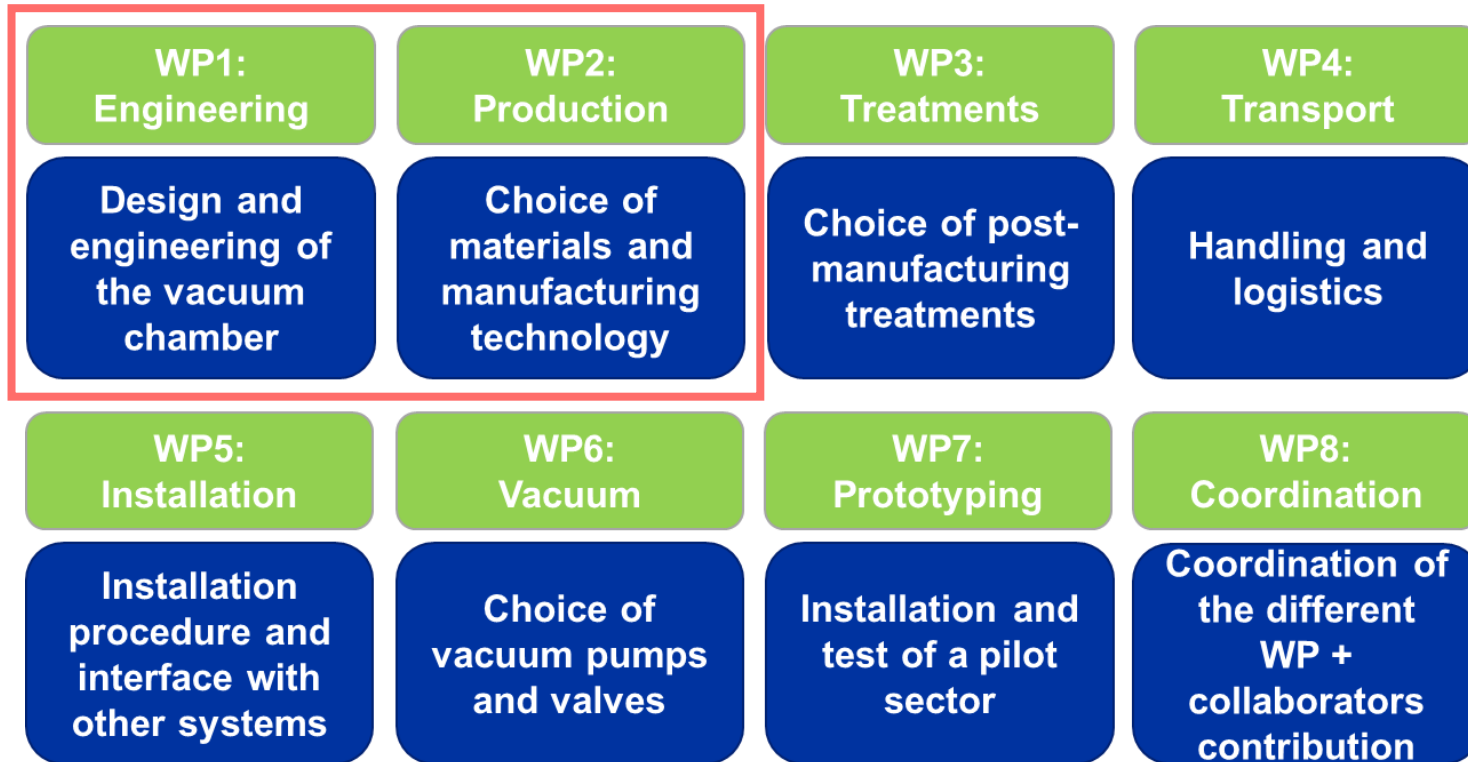 WP1:
Engineering
Design and
engineering of
the vacuum
chamber
WP2:
Production
Choice of
materials and
manufacturing
technology
WP3:
Treatments
Choice of post-
manufacturing
treatments
WP4:
Transport
Handling and
logistics
WP5:
Installation
Installation
procedure and
interface with
other systems
WP6:
Vacuum
Choice of
vacuum pumps
and valves
WP7:
Prototyping
Installation and
test of a pilot
sector
WP8:
Coordination
Coordination of
the different
WP +
collaborators
contribution